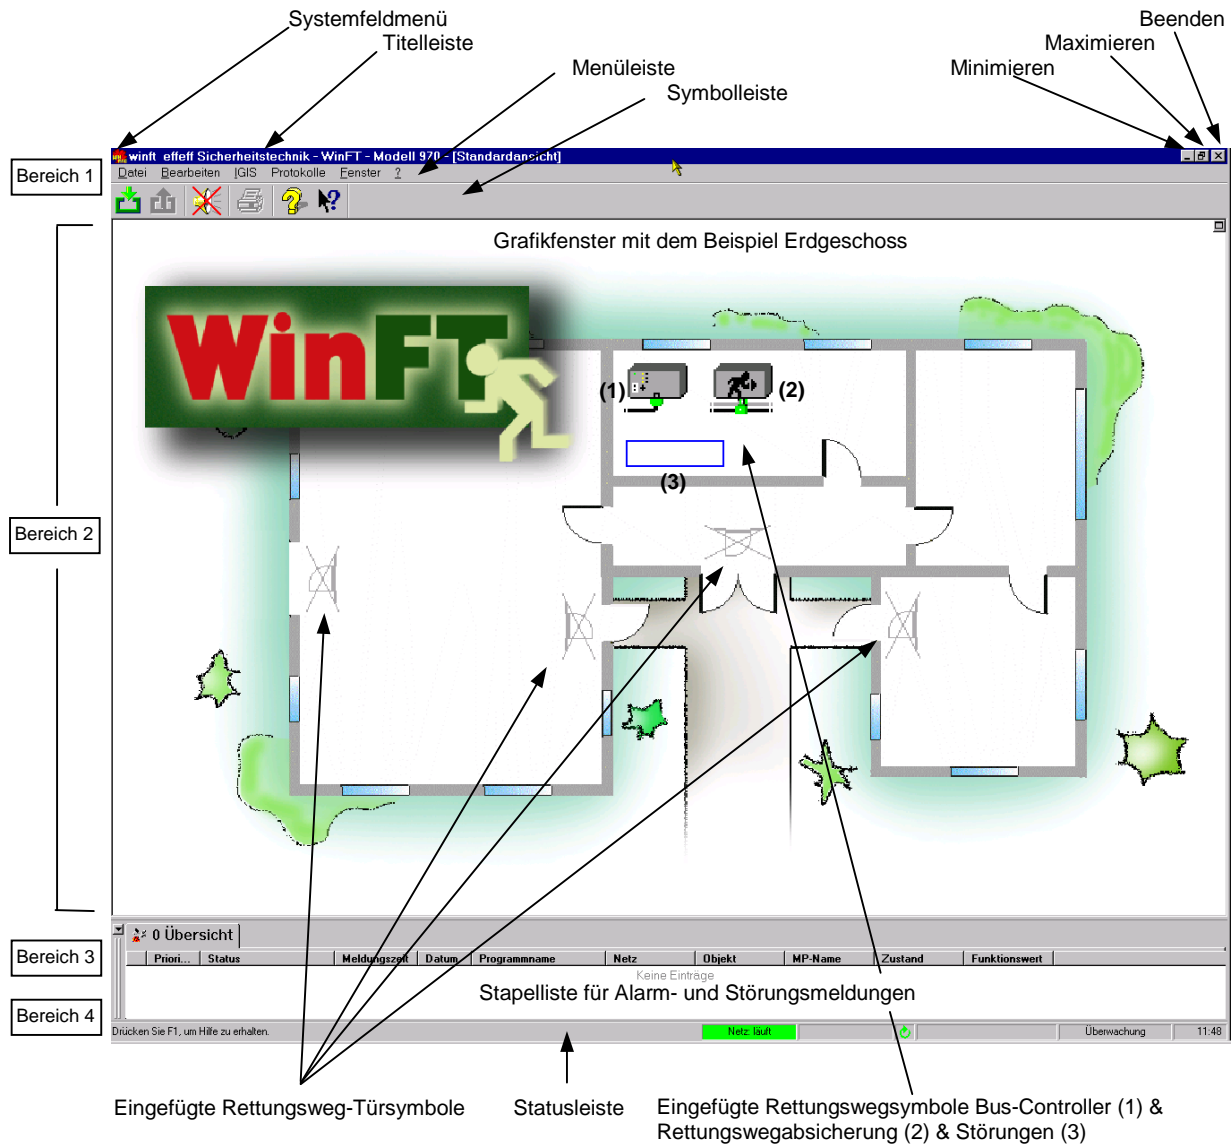 Systemfeldmenü
Beenden
Titelleiste
Maximieren
Menüleiste
Minimieren
Symbolleiste
winft effeff Sicherheitstechnik - WinFT - Modell 970 - [Standardansicht]
Bereich 1
Datei Bearbeiten IGIS Protokolle Fenster ?
Grafikfenster mit dem Beispiel Erdgeschoss
WinFT
(1)
(2)
(3)
Bereich 2
0 Übersicht
Bereich 3
Priori... Status Meldungszeit Datum Programmname Netz Objekt MP-Name Zustand Funktionswert
Keine Einträge
Stapelliste für Alarm- und Störungsmeldungen
Bereich 4
Drücken Sie F1, um Hilfe zu erhalten. Netz: läuft Überwachung 11:48
Eingefügte Rettungsweg-Türsymbole
Statusleiste
Eingefügte Rettungswegsymbole Bus-Controller (1) &
Rettungswegabsicherung (2) & Störungen (3)